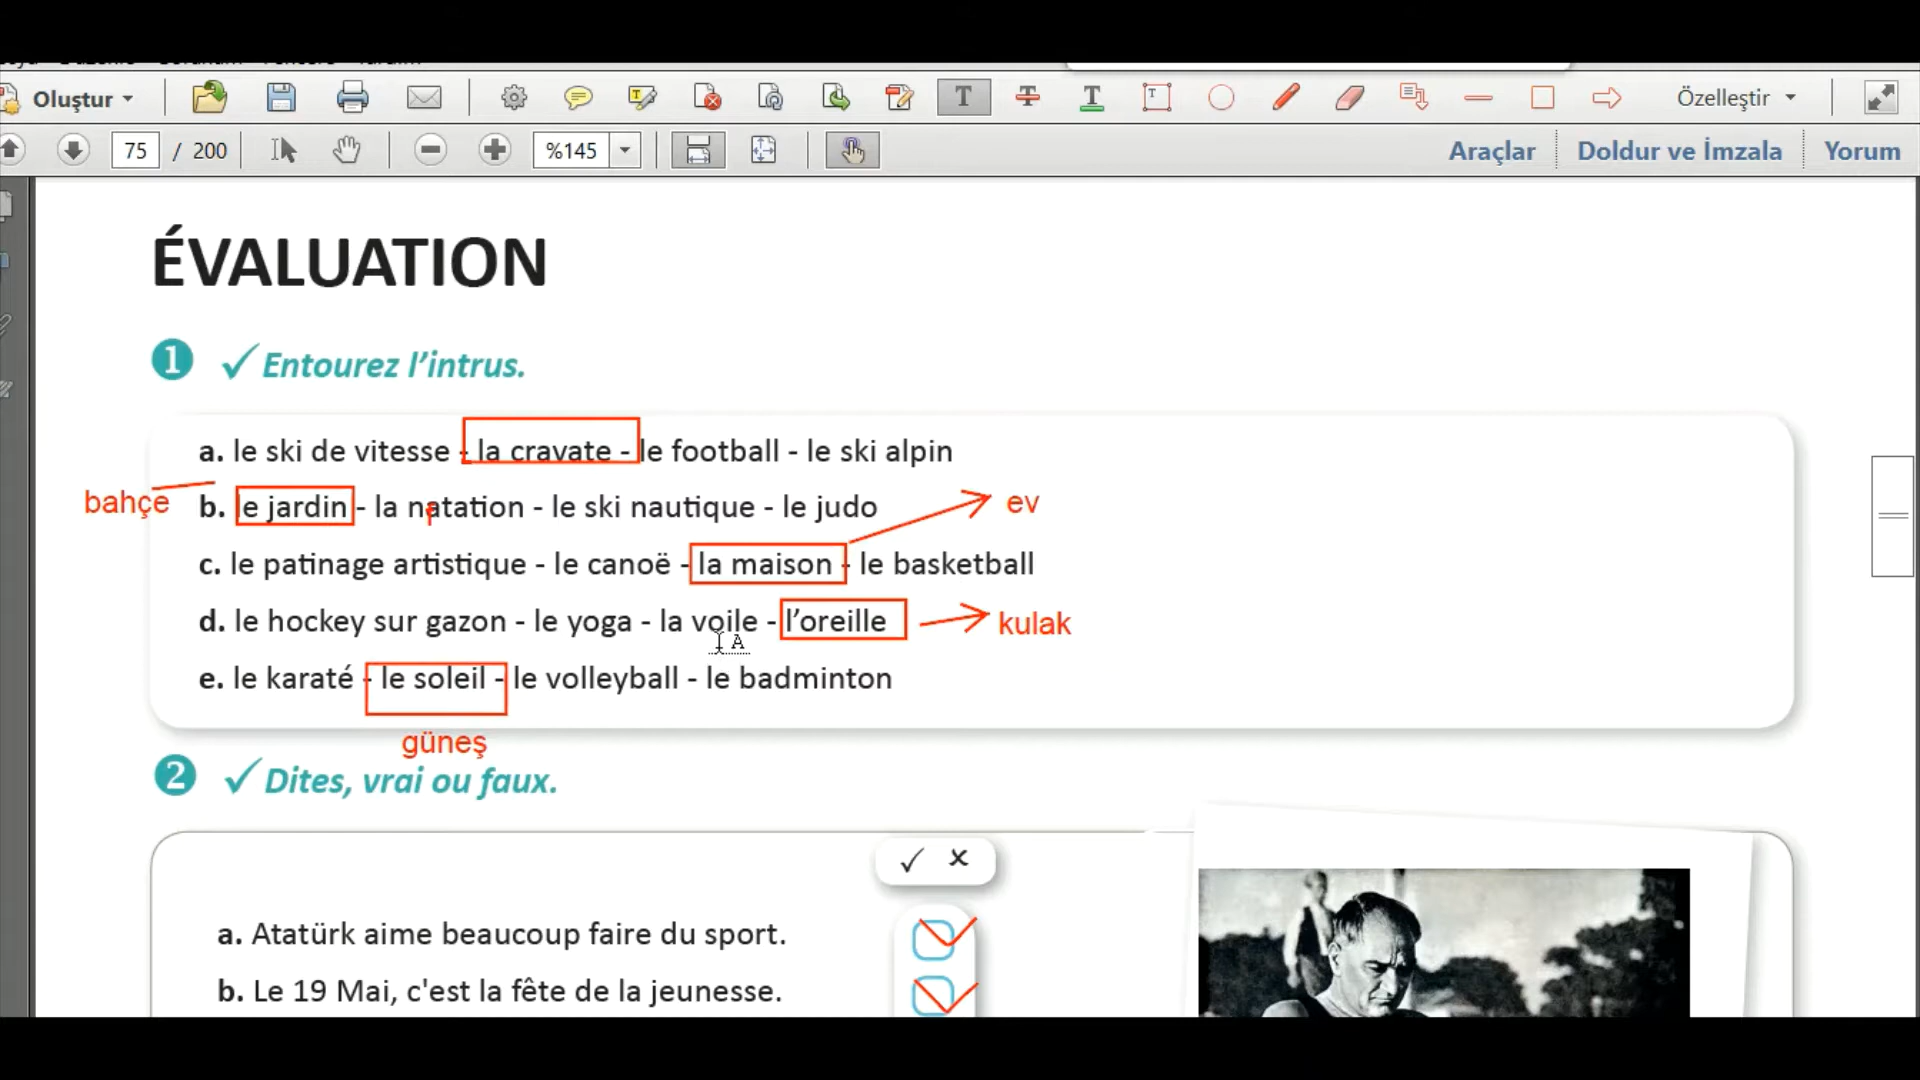 Oluştur
Özelleştir
75 / 200
%145
Araçlar
Doldur ve İmzala
Yorum
ÉVALUATION
1 ✓ Entourez l’intrus.
a. le ski de vitesse - la cravate - le football - le ski alpin
bahçe
b. le jardin - la natation - le ski nautique - le judo
ev
c. le patinage artistique - le canoë - la maison - le basketball
d. le hockey sur gazon - le yoga - la voile - l’oreille
kulak
e. le karaté - le soleil - le volleyball - le badminton
güneş
2 ✓ Dites, vrai ou faux.
a. Atatürk aime beaucoup faire du sport.
b. Le 19 Mai, c'est la fête de la jeunesse.